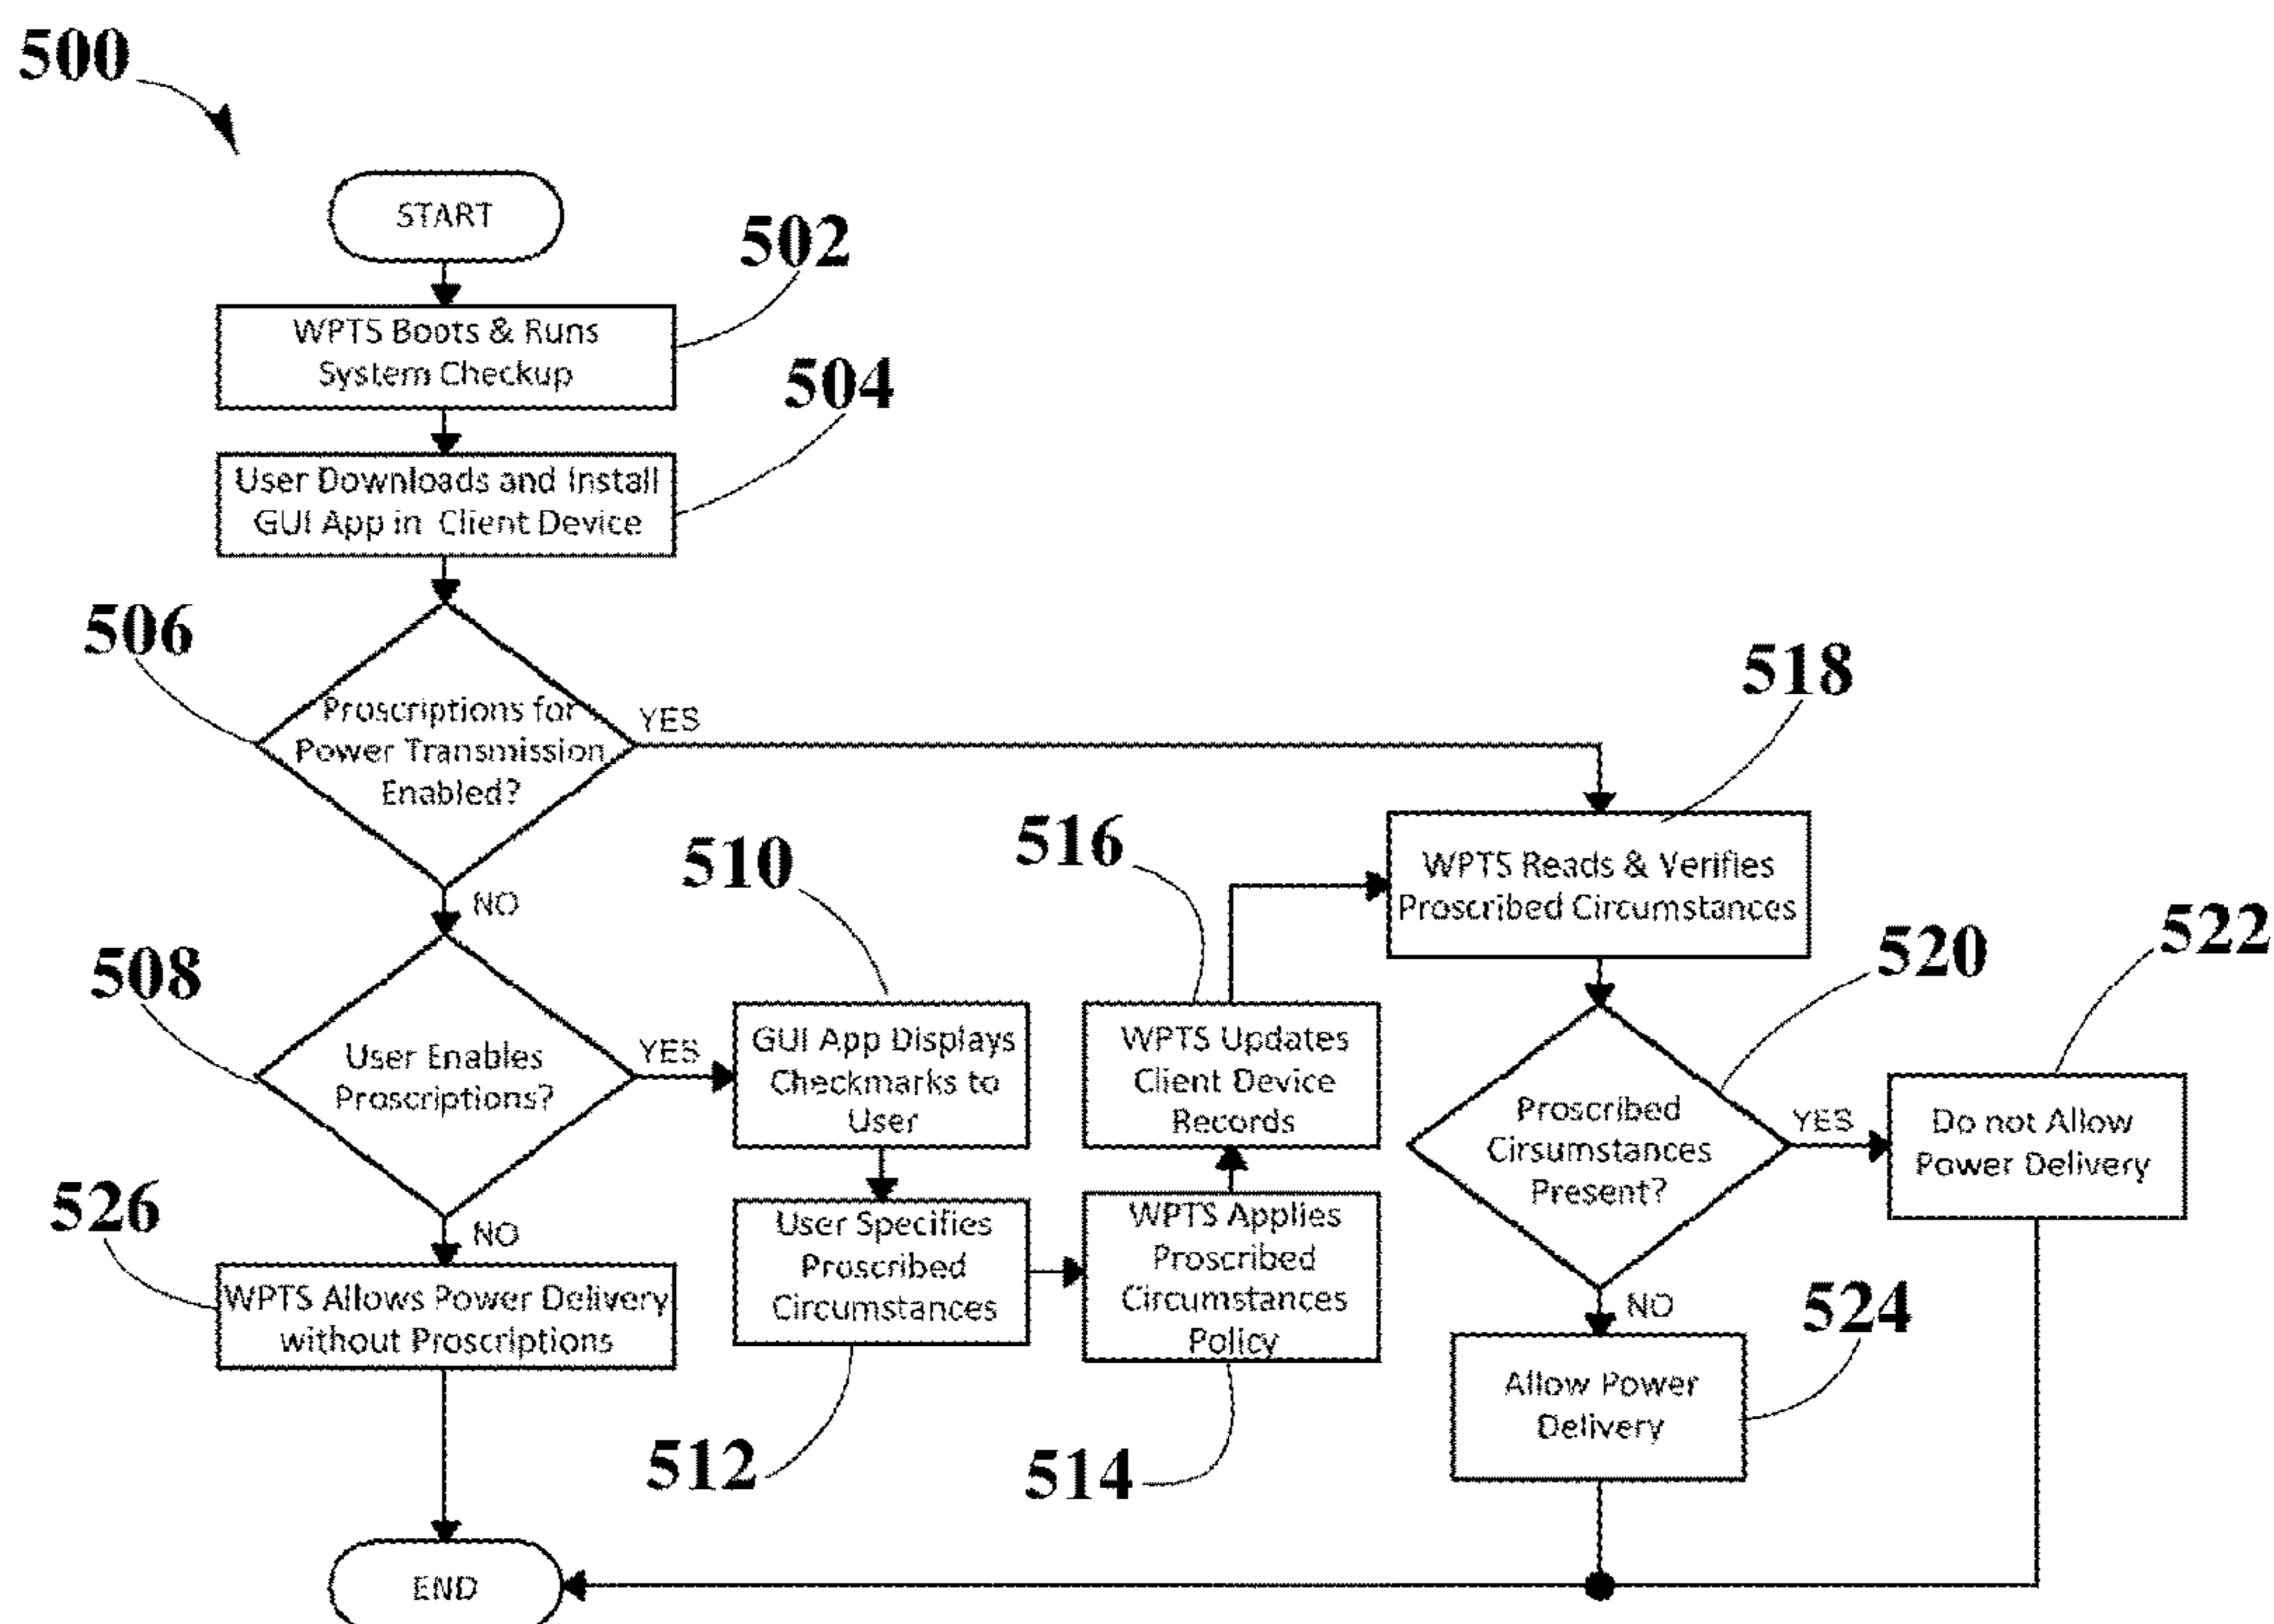 500
START
502
WPTS Boots & Runs
System Checkup
504
User Downloads and Install
GUI App in Client Device
506
Proscriptions for
Power Transmission
Enabled?
YES
NO
508
User Enables
Proscriptions?
YES
NO
526
WPTS Allows Power Delivery
without Proscriptions
510
GUI App Displays
Checkmarks to
User
512
User Specifies
Proscribed
Circumstances
514
WPTS Applies
Proscribed
Circumstances
Policy
516
WPTS Updates
Client Device
Records
518
WPTS Reads & Verifies
Proscribed Circumstances
520
Proscribed
Cirsumstances
Present?
YES
NO
522
Do not Allow
Power Delivery
524
Allow Power
Delivery
END